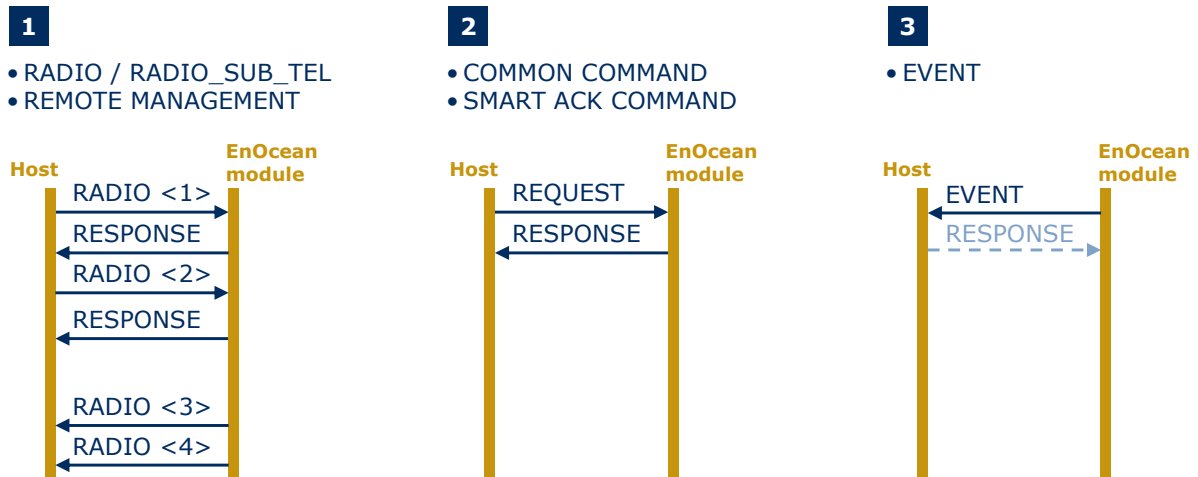 1
• RADIO / RADIO_SUB_TEL
• REMOTE MANAGEMENT
Host
EnOcean
module
RADIO <1>
RESPONSE
RADIO <2>
RESPONSE
RADIO <3>
RADIO <4>
2
• COMMON COMMAND
• SMART ACK COMMAND
Host
EnOcean
module
REQUEST
RESPONSE
3
• EVENT
Host
EnOcean
module
EVENT
RESPONSE